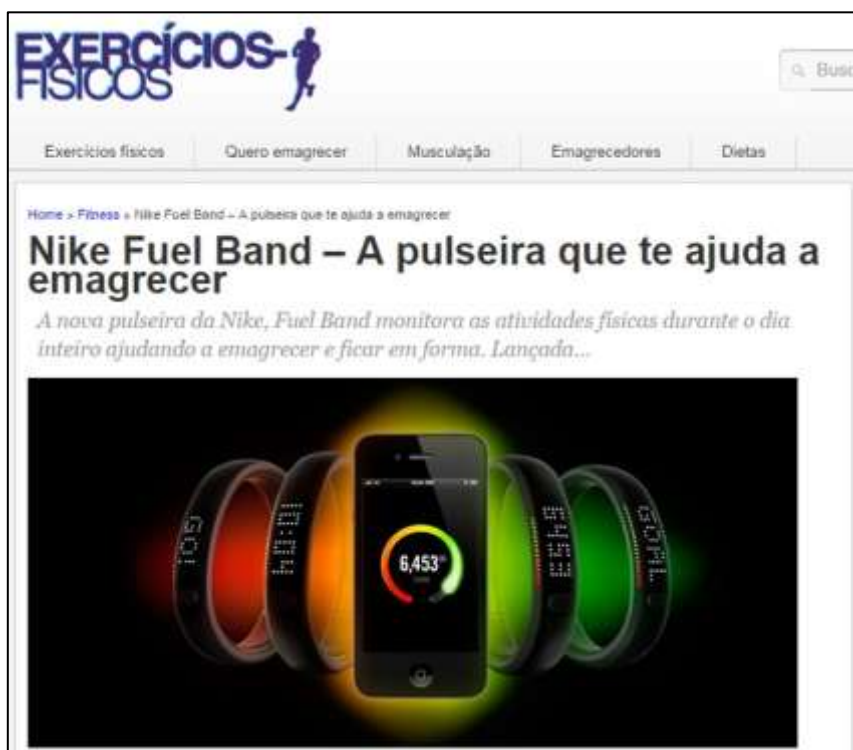 EXERCÍCIOS-
FISICOS
Busc
Exercícios físicos Quero emagrecer Musculação Emagrecedores Dietas
Home » Fitness » Nike Fuel Band – A pulseira que te ajuda a emagrecer
Nike Fuel Band – A pulseira que te ajuda a
emagrecer
A nova pulseira da Nike, Fuel Band monitora as atividades físicas durante o dia
inteiro ajudando a emagrecer e ficar em forma. Lançada...
6,453
GOAL